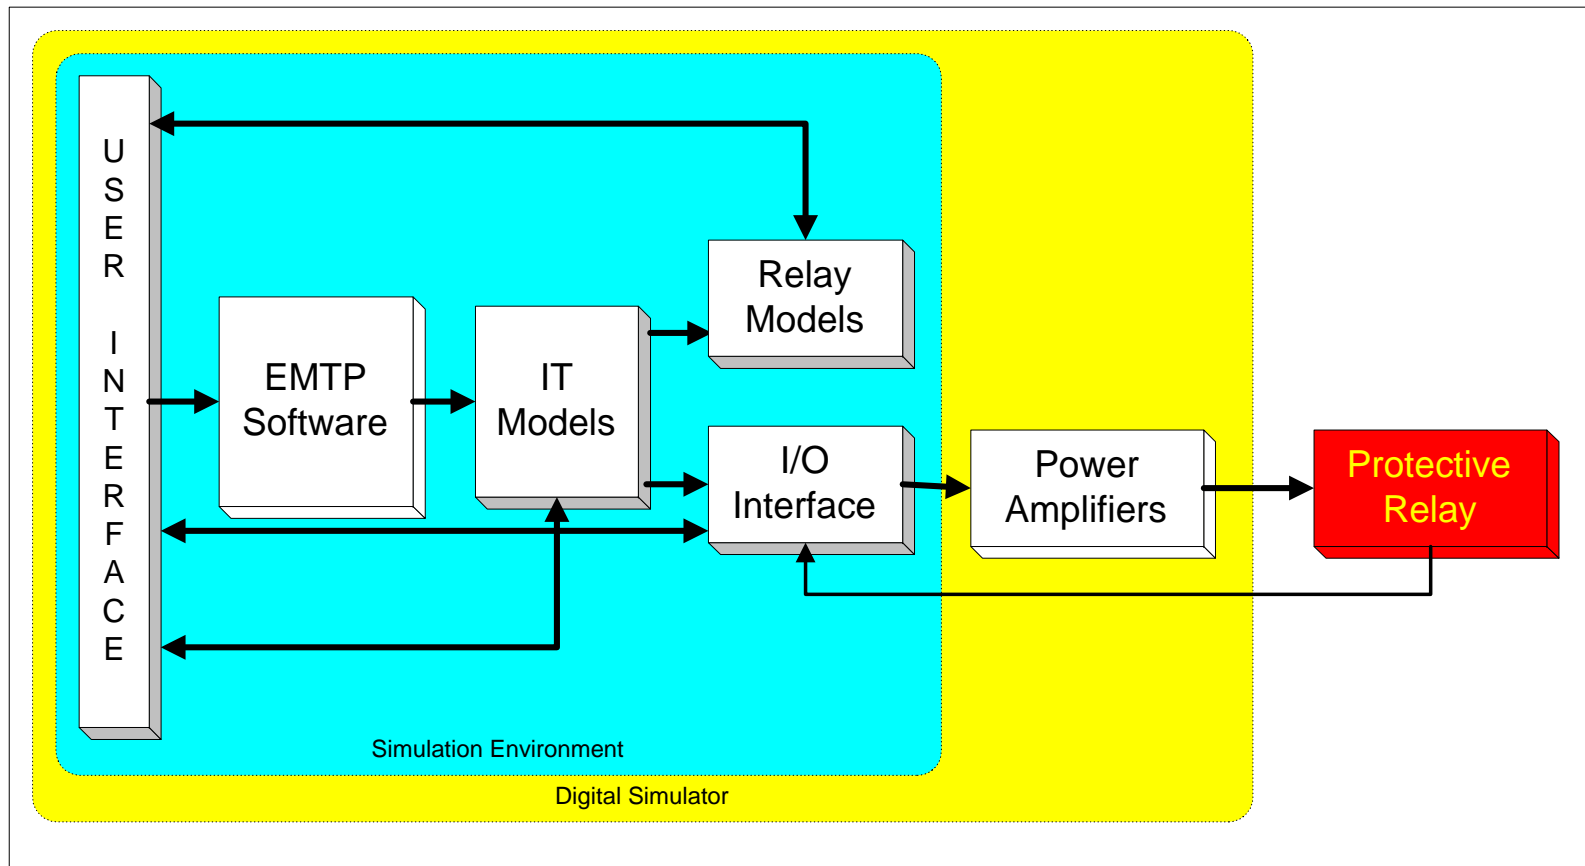 USER INTERFACE
Relay
Models
EMTP
Software
IT
Models
I/O
Interface
Power
Amplifiers
Protective
Relay
Simulation Environment
Digital Simulator